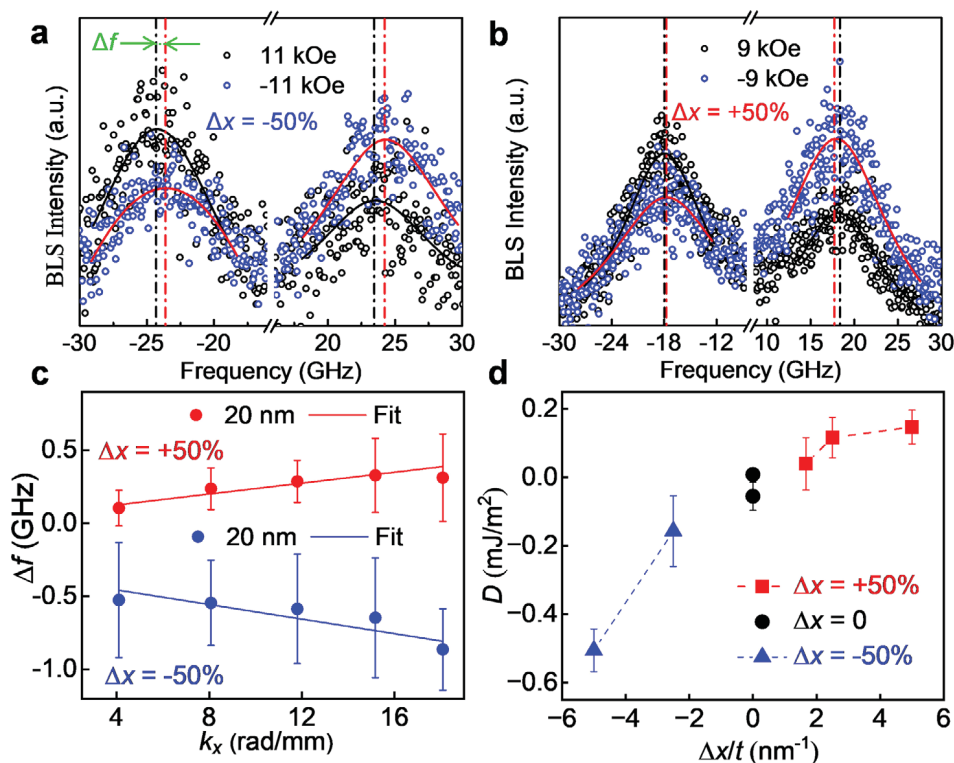 a
Δf
11 kOe
-11 kOe
Δx = -50%
BLS Intensity (a.u.)
-30 -25 -20 20 25 30
Frequency (GHz)
b
9 kOe
-9 kOe
Δx = +50%
BLS Intensity (a.u.)
-30 -24 -18 -12 10 15 20 25 30
Frequency (GHz)
c
20 nm Fit
Δx = +50%
20 nm Fit
Δx = -50%
Δf (GHz)
0.5
0.0
-0.5
-1.0
4 8 12 16
kₓ (rad/mm)
d
D (mJ/m²)
0.2
0.0
−0.2
−0.4
−0.6
Δx = +50%
Δx = 0
Δx = -50%
−6 −4 −2 0 2 4 6
Δx/t (nm⁻¹)